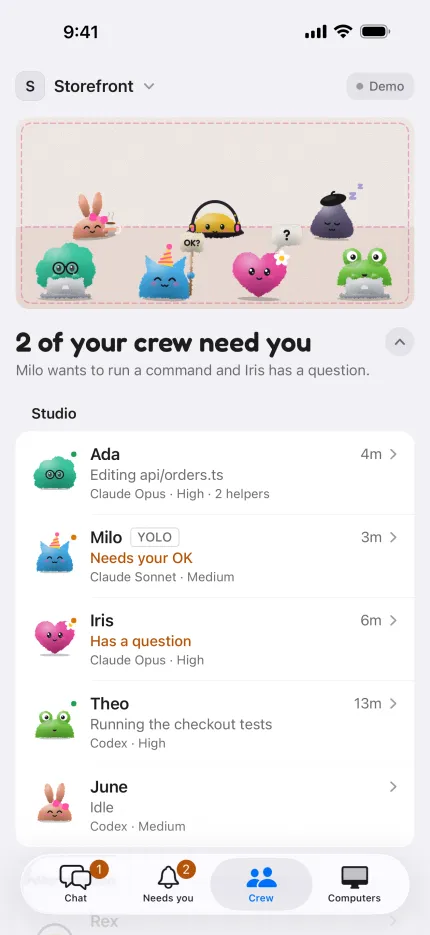 9:41
S Storefront
Demo
z z
OK?
?
2 of your crew need you
Milo wants to run a command and Iris has a question.
Studio
Ada 4m
Editing api/orders.ts
Claude Opus · High · 2 helpers
Milo YOLO 3m
Needs your OK
Claude Sonnet · Medium
Iris 6m
Has a question
Claude Opus · High
Theo 13m
Running the checkout tests
Codex · High
June
Idle
Codex · Medium
1
2
Chat
Needs you
Crew
Computers
Rex